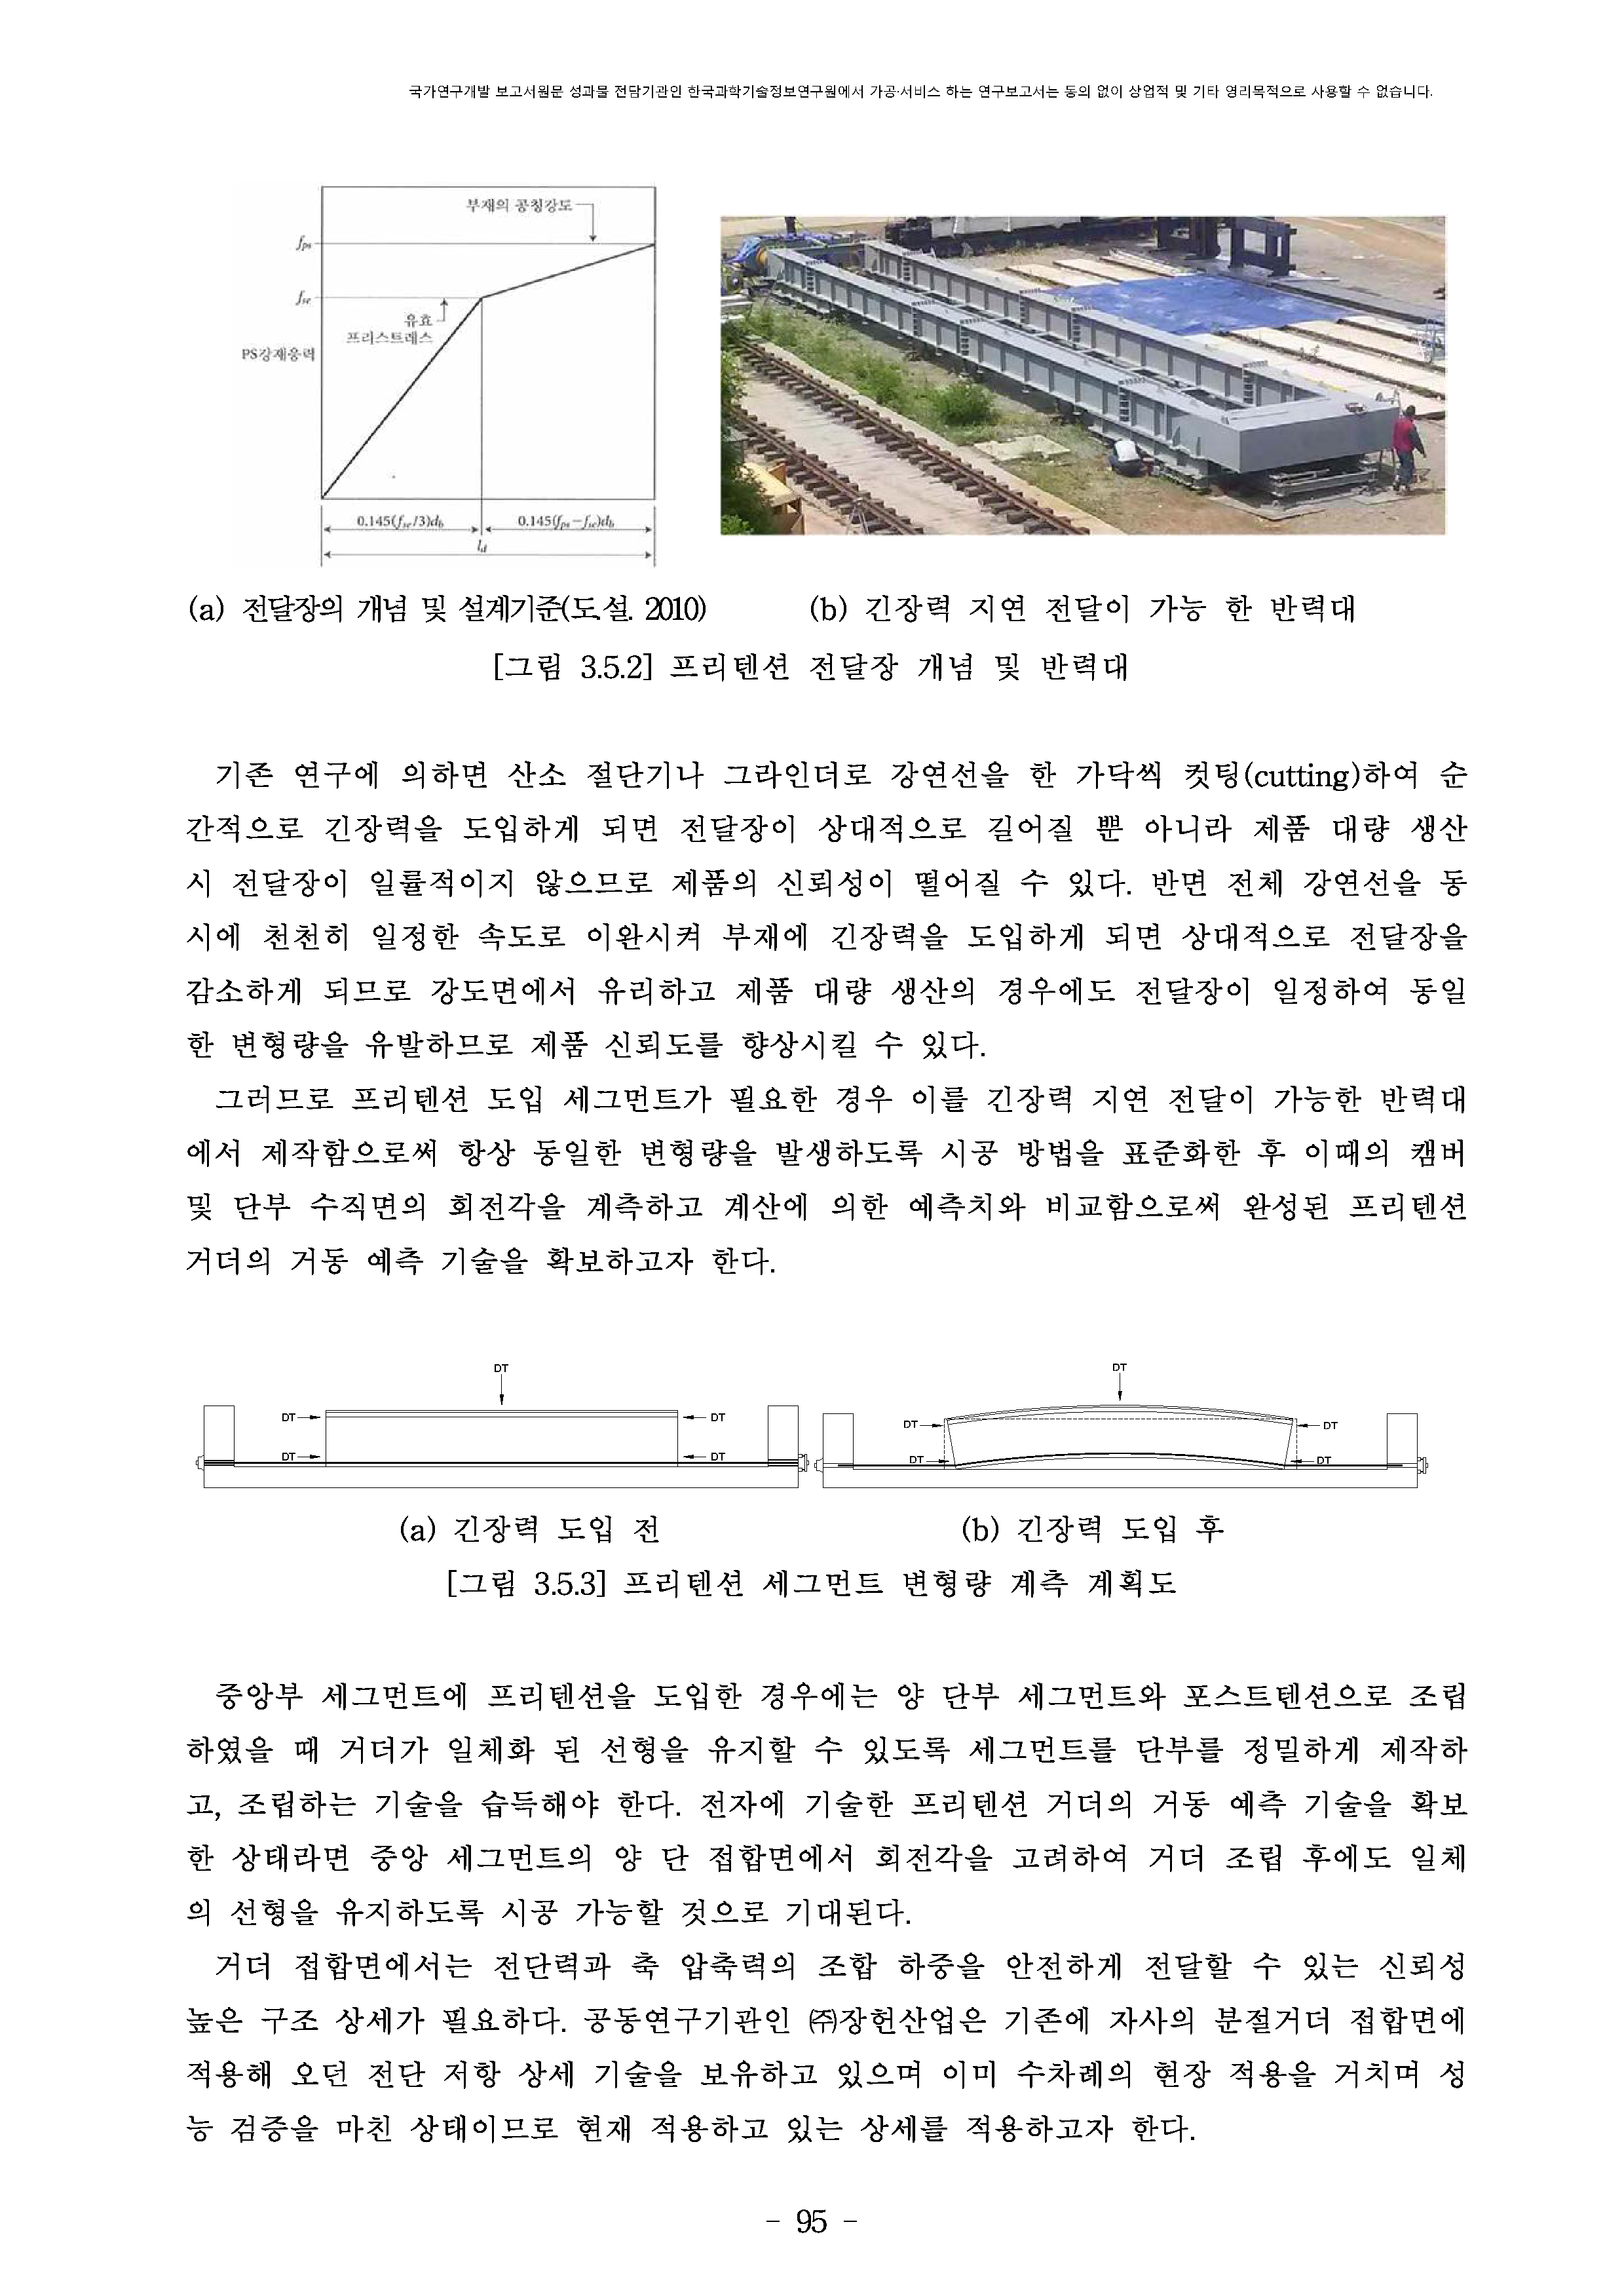 국가연구개발 보고서원문 성과물 전담기관인 한국과학기술정보연구원에서 가공·서비스 하는 연구보고서는 동의 없이 상업적 및 기타 영리목적으로 사용할 수 없습니다.
부재의 공칭강도
fps
fse
유효
프리스트레스
PS강재응력
0.145(fse/3)db
0.145(fps−fse)db
ld
(a) 전달장의 개념 및 설계기준(도.설. 2010)
(b) 긴장력 지연 전달이 가능 한 반력대
[그림 3.5.2] 프리텐션 전달장 개념 및 반력대
기존 연구에 의하면 산소 절단기나 그라인더로 강연선을 한 가닥씩 컷팅(cutting)하여 순
간적으로 긴장력을 도입하게 되면 전달장이 상대적으로 길어질 뿐 아니라 제품 대량 생산
시 전달장이 일률적이지 않으므로 제품의 신뢰성이 떨어질 수 있다. 반면 전체 강연선을 동
시에 천천히 일정한 속도로 이완시켜 부재에 긴장력을 도입하게 되면 상대적으로 전달장을
감소하게 되므로 강도면에서 유리하고 제품 대량 생산의 경우에도 전달장이 일정하여 동일
한 변형량을 유발하므로 제품 신뢰도를 향상시킬 수 있다.
그러므로 프리텐션 도입 세그먼트가 필요한 경우 이를 긴장력 지연 전달이 가능한 반력대
에서 제작함으로써 항상 동일한 변형량을 발생하도록 시공 방법을 표준화한 후 이때의 캠버
및 단부 수직면의 회전각을 계측하고 계산에 의한 예측치와 비교함으로써 완성된 프리텐션
거더의 거동 예측 기술을 확보하고자 한다.
DT
DT
DT
DT
DT
DT
DT
DT
DT
DT
(a) 긴장력 도입 전
(b) 긴장력 도입 후
[그림 3.5.3] 프리텐션 세그먼트 변형량 계측 계획도
중앙부 세그먼트에 프리텐션을 도입한 경우에는 양 단부 세그먼트와 포스트텐션으로 조립
하였을 때 거더가 일체화 된 선형을 유지할 수 있도록 세그먼트를 단부를 정밀하게 제작하
고, 조립하는 기술을 습득해야 한다. 전자에 기술한 프리텐션 거더의 거동 예측 기술을 확보
한 상태라면 중앙 세그먼트의 양 단 접합면에서 회전각을 고려하여 거더 조립 후에도 일체
의 선형을 유지하도록 시공 가능할 것으로 기대된다.
거더 접합면에서는 전단력과 축 압축력의 조합 하중을 안전하게 전달할 수 있는 신뢰성
높은 구조 상세가 필요하다. 공동연구기관인 ㈜장헌산업은 기존에 자사의 분절거더 접합면에
적용해 오던 전단 저항 상세 기술을 보유하고 있으며 이미 수차례의 현장 적용을 거치며 성
능 검증을 마친 상태이므로 현재 적용하고 있는 상세를 적용하고자 한다.
- 95 -